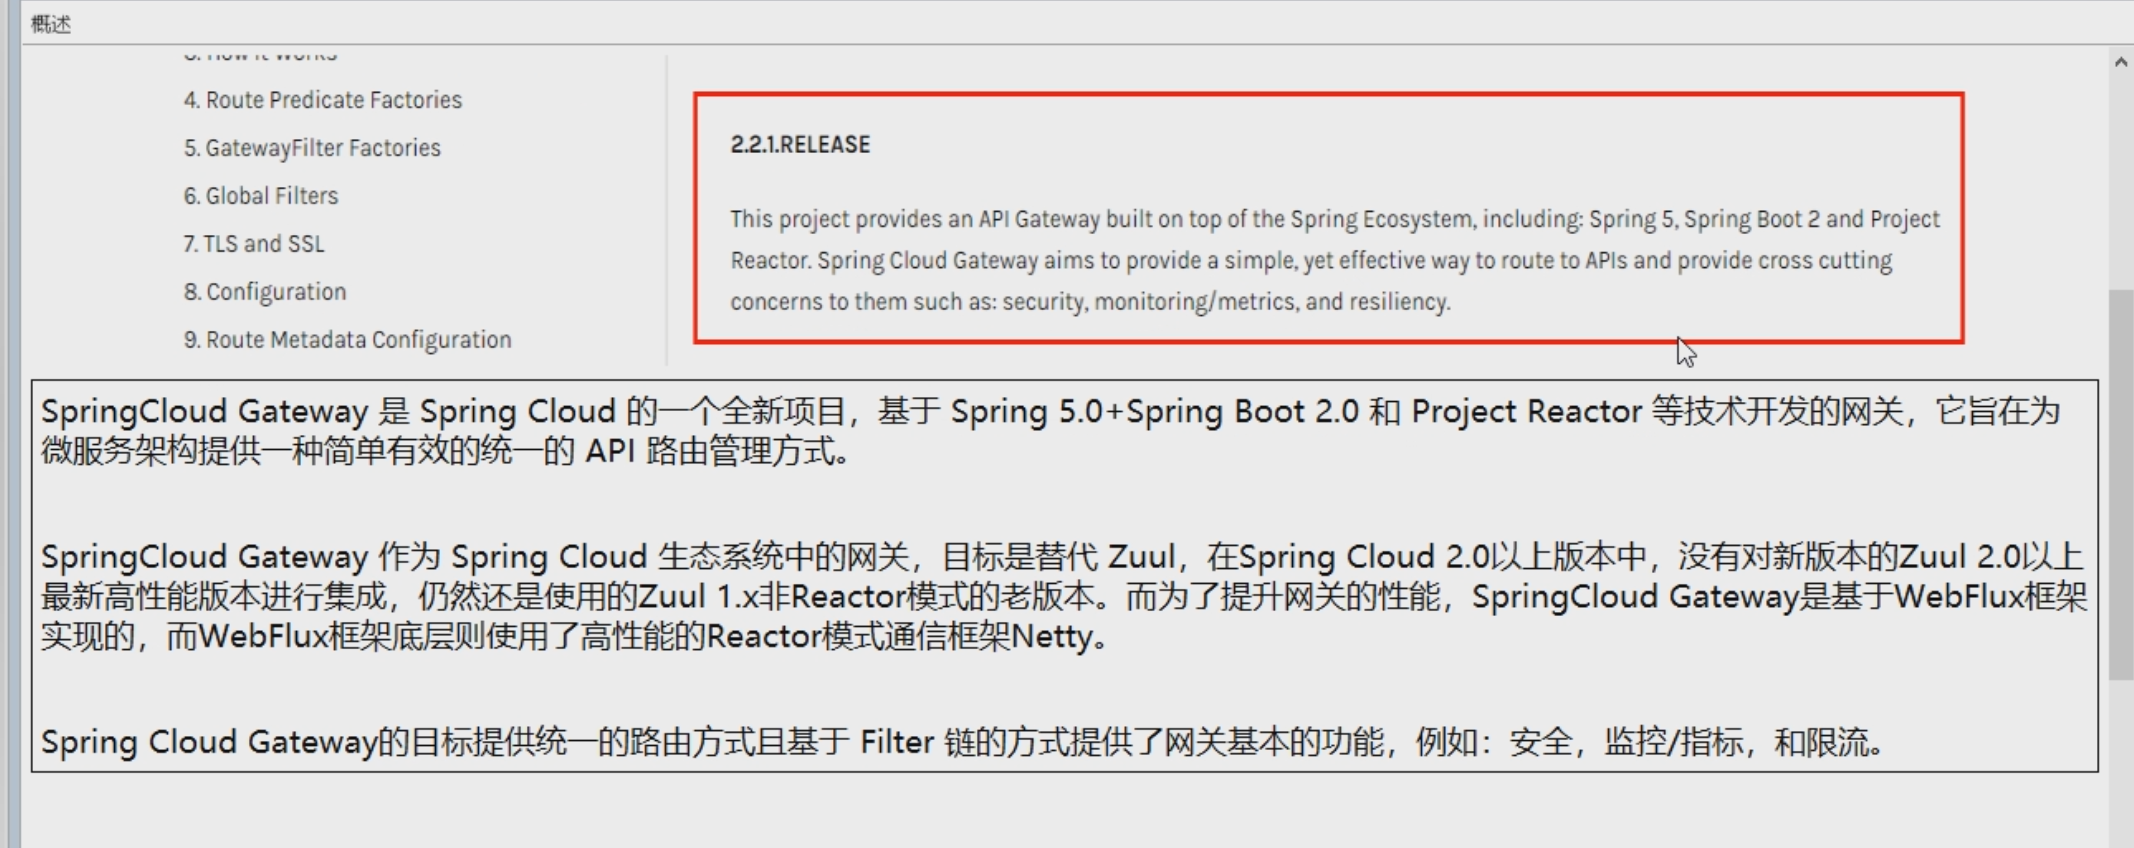 概述
3. How it Works
4. Route Predicate Factories
5. GatewayFilter Factories
6. Global Filters
7. TLS and SSL
8. Configuration
9. Route Metadata Configuration
2.2.1.RELEASE
This project provides an API Gateway built on top of the Spring Ecosystem, including: Spring 5, Spring Boot 2 and Project
Reactor. Spring Cloud Gateway aims to provide a simple, yet effective way to route to APIs and provide cross cutting
concerns to them such as: security, monitoring/metrics, and resiliency.
SpringCloud Gateway 是 Spring Cloud 的一个全新项目，基于 Spring 5.0+Spring Boot 2.0 和 Project Reactor 等技术开发的网关，它旨在为
微服务架构提供一种简单有效的统一的 API 路由管理方式。
SpringCloud Gateway 作为 Spring Cloud 生态系统中的网关，目标是替代 Zuul，在Spring Cloud 2.0以上版本中，没有对新版本的Zuul 2.0以上
最新高性能版本进行集成，仍然还是使用的Zuul 1.x非Reactor模式的老版本。而为了提升网关的性能，SpringCloud Gateway是基于WebFlux框架
实现的，而WebFlux框架底层则使用了高性能的Reactor模式通信框架Netty。
Spring Cloud Gateway的目标提供统一的路由方式且基于 Filter 链的方式提供了网关基本的功能，例如：安全，监控/指标，和限流。